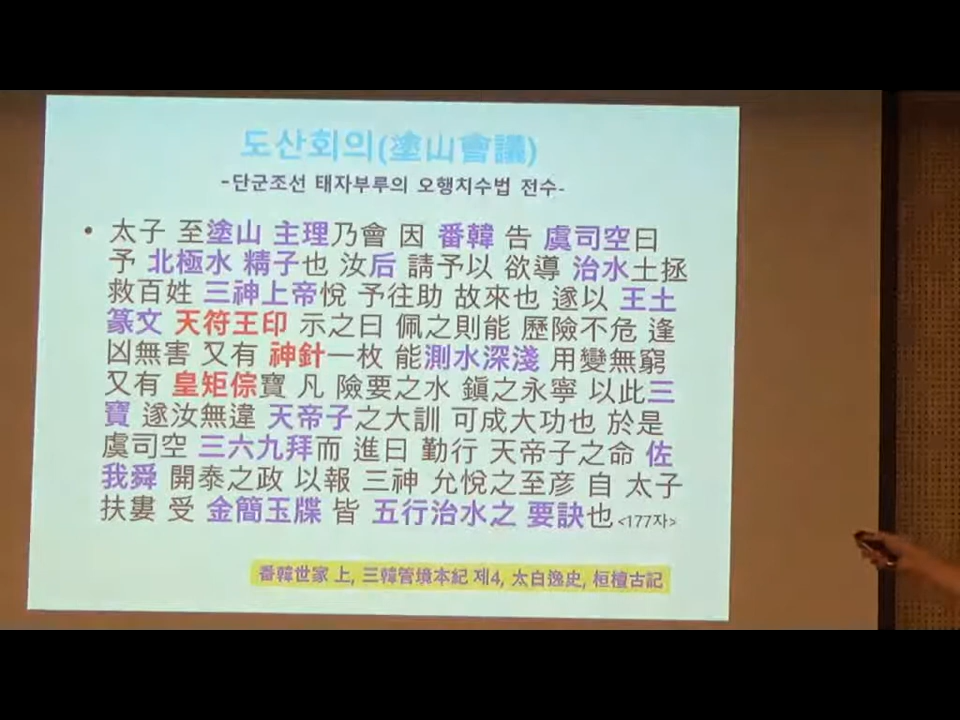 도산회의(塗山會議)
-단군조선 태자부루의 오행치수법 전수-
• 太子 至塗山 主理乃會 因 番韓 告 虞司空曰
予 北極水 精子也 汝后 請予以 欲導 治水土拯
救百姓 三神上帝悅 予往助 故來也 遂以 王土
篆文 天符王印 示之曰 佩之則能 歷險不危 逢
凶無害 又有 神針一枚 能測水深淺 用變無窮
又有 皇矩倧寶 凡 險要之水 鎭之永寧 以此三
寶 遂汝無違 天帝子之大訓 可成大功也 於是
虞司空 三六九拜而 進曰 勤行 天帝子之命 佐
我舜 開泰之政 以報 三神 允悅之至彦 自 太子
扶婁 受 金簡玉牒 皆 五行治水之 要訣也 <177자>
番韓世家 上, 三韓管境本紀 제4, 太白逸史, 桓檀古記